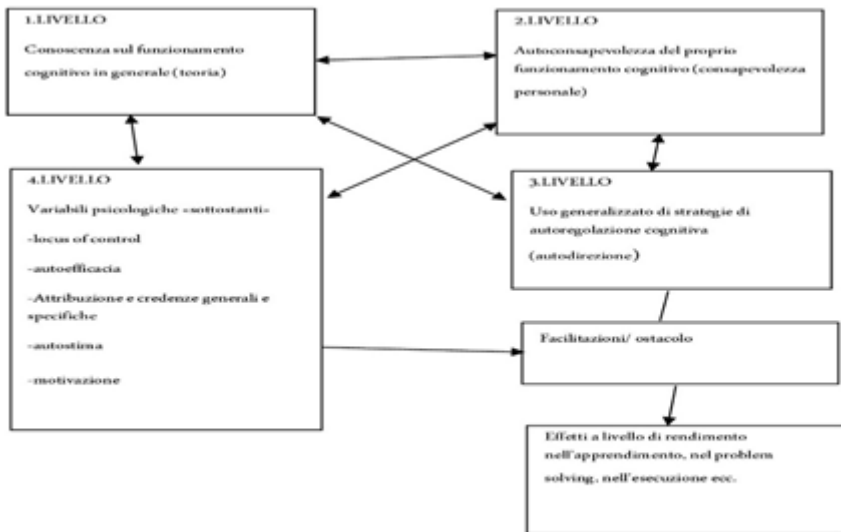 1.LIVELLO
Conoscenza sul funzionamento
cognitivo in generale (teoria)
2.LIVELLO
Autoconsapevolezza del proprio
funzionamento cognitivo (consapevolezza
personale)
4.LIVELLO
Variabili psicologiche «sottostanti»
-locus of control
-autoefficacia
-Attribuzione e credenze generali e
specifiche
-autostima
-motivazione
3.LIVELLO
Uso generalizzato di strategie di
autoregolazione cognitiva
(autodirezione)
Facilitazioni/ ostacolo
Effetti a livello di rendimento
nell'apprendimento, nel problem
solving, nell'esecuzione ecc.